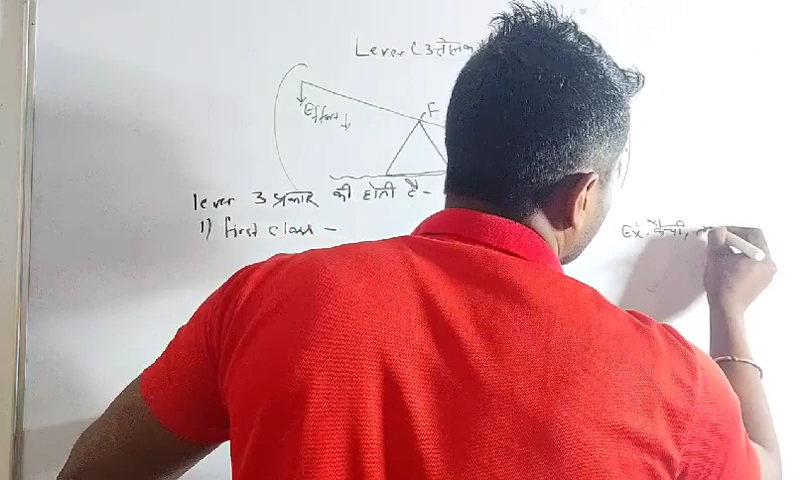 Lever (उत्तोलक
F
Effort ↓
lever 3 प्रकार की होती है -
1) first class -
Ex - कैंची,